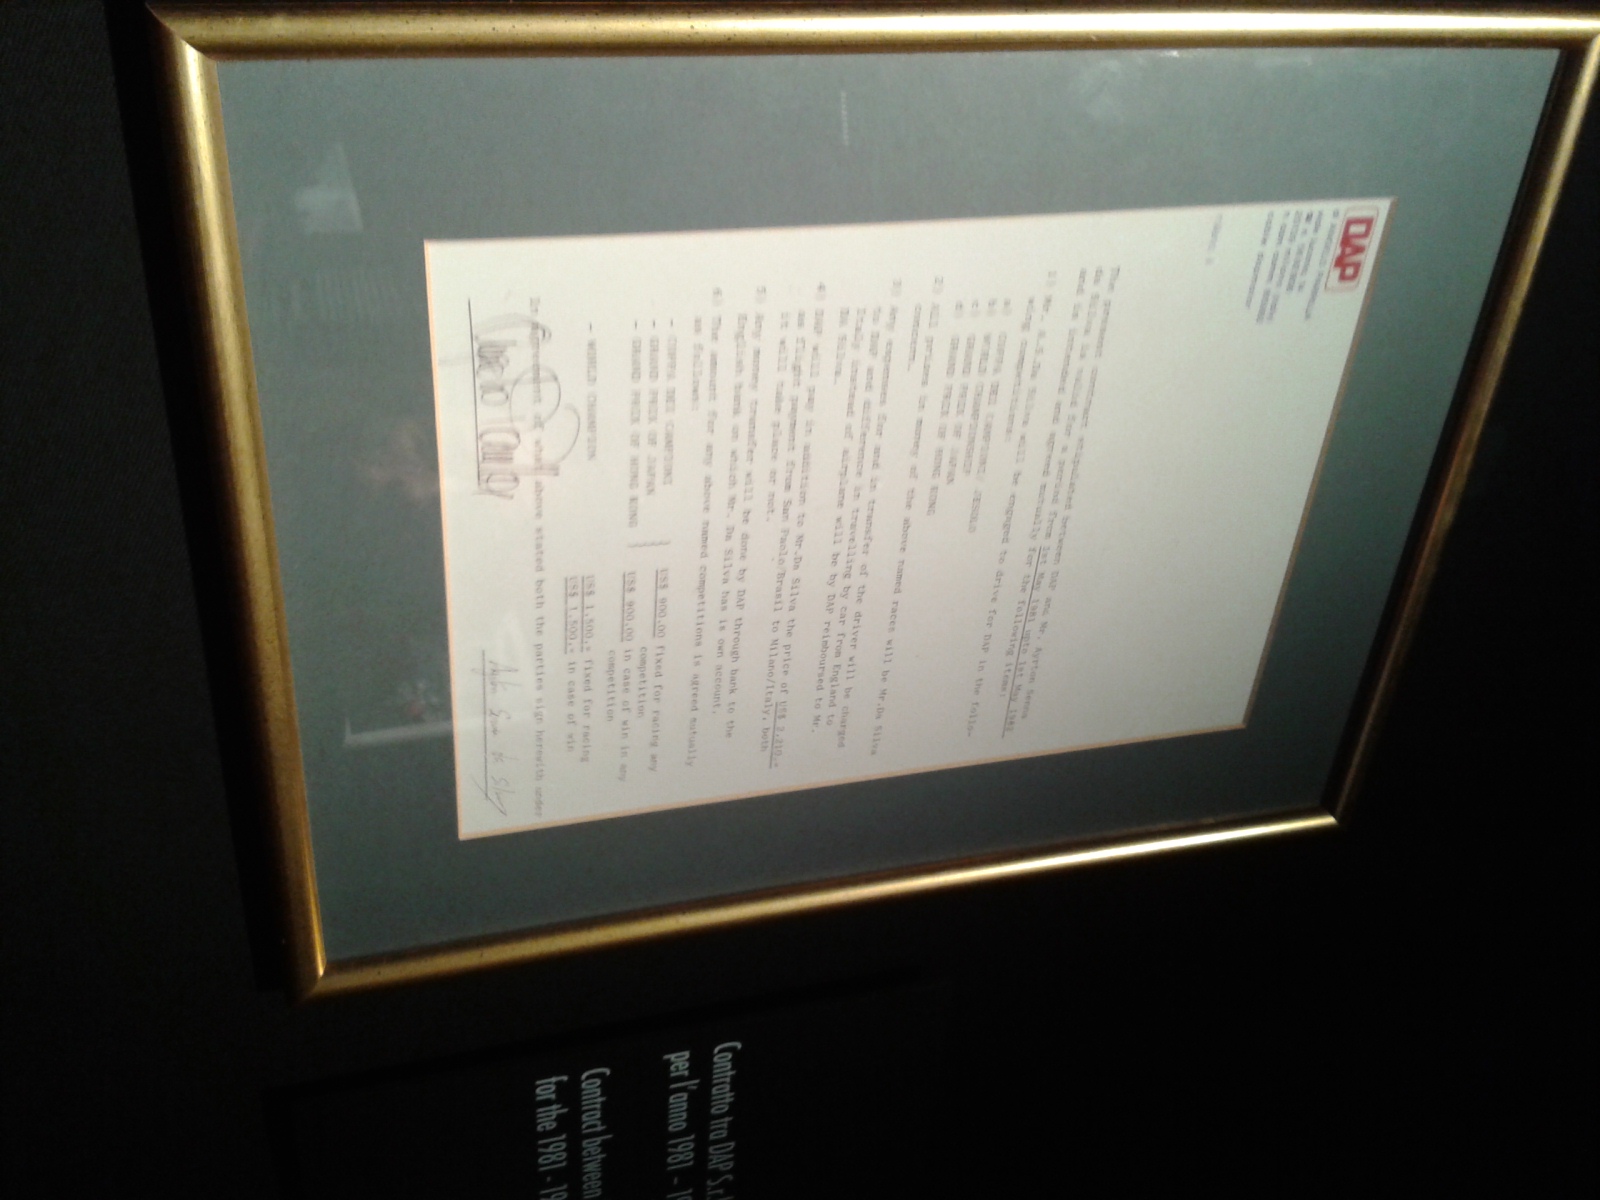 DAP
The permanent contract stipulated between DAP and Mr. Ayrton Senna
da Silva is valid for a period from 1st May 1981 upto 1st May 1982
and is intended and agreed mutually for the following items:
1) Mr. A.S.Da Silva will be engaged to drive for DAP in the follo-
wing competitions:
a) COPPA DEI CAMPIONI/ JESOLO
b) WORLD CHAMPIONSHIP
c) GRAND PRIX OF JAPAN
d) GRAND PRIX OF HONG KONG
2) All prizes in money of the above named races will be Mr.Da Silva
concern.
3) Any expenses for and in transfer of the driver will be charged
to DAP and difference in travelling by car from England to
Italy instead of airplane will be by DAP reimboursed to Mr.
Da Silva.
4) DAP will pay in addition to Mr.Da Silva the price of US$ 2.210.=
as flight payment from San Paolo/Brasil to Milano/Italy, both
it will take place or not.
5) Any money transfer will be done by DAP through bank to the
English bank on which Mr. Da Silva has is own account.
6) The amount for any above named competitions is agreed mutually
as follows:
- COPPA DEI CAMPIONI
- GRAND PRIX OF JAPAN } US$ 900.00 fixed for racing any
competition
- GRAND PRIX OF HONG KONG } US$ 900.00 in case of win in any
competition
- WORLD CHAMPION US$ 1.500.= fixed for racing
US$ 1.500.= in case of win
In agreement of what above stated both the parties sign herewith under
Ayrton Senna da Silva
Contratto tra DAP S.r.l
per l'anno 1981 - 1
Contract between
for the 1981 - 19